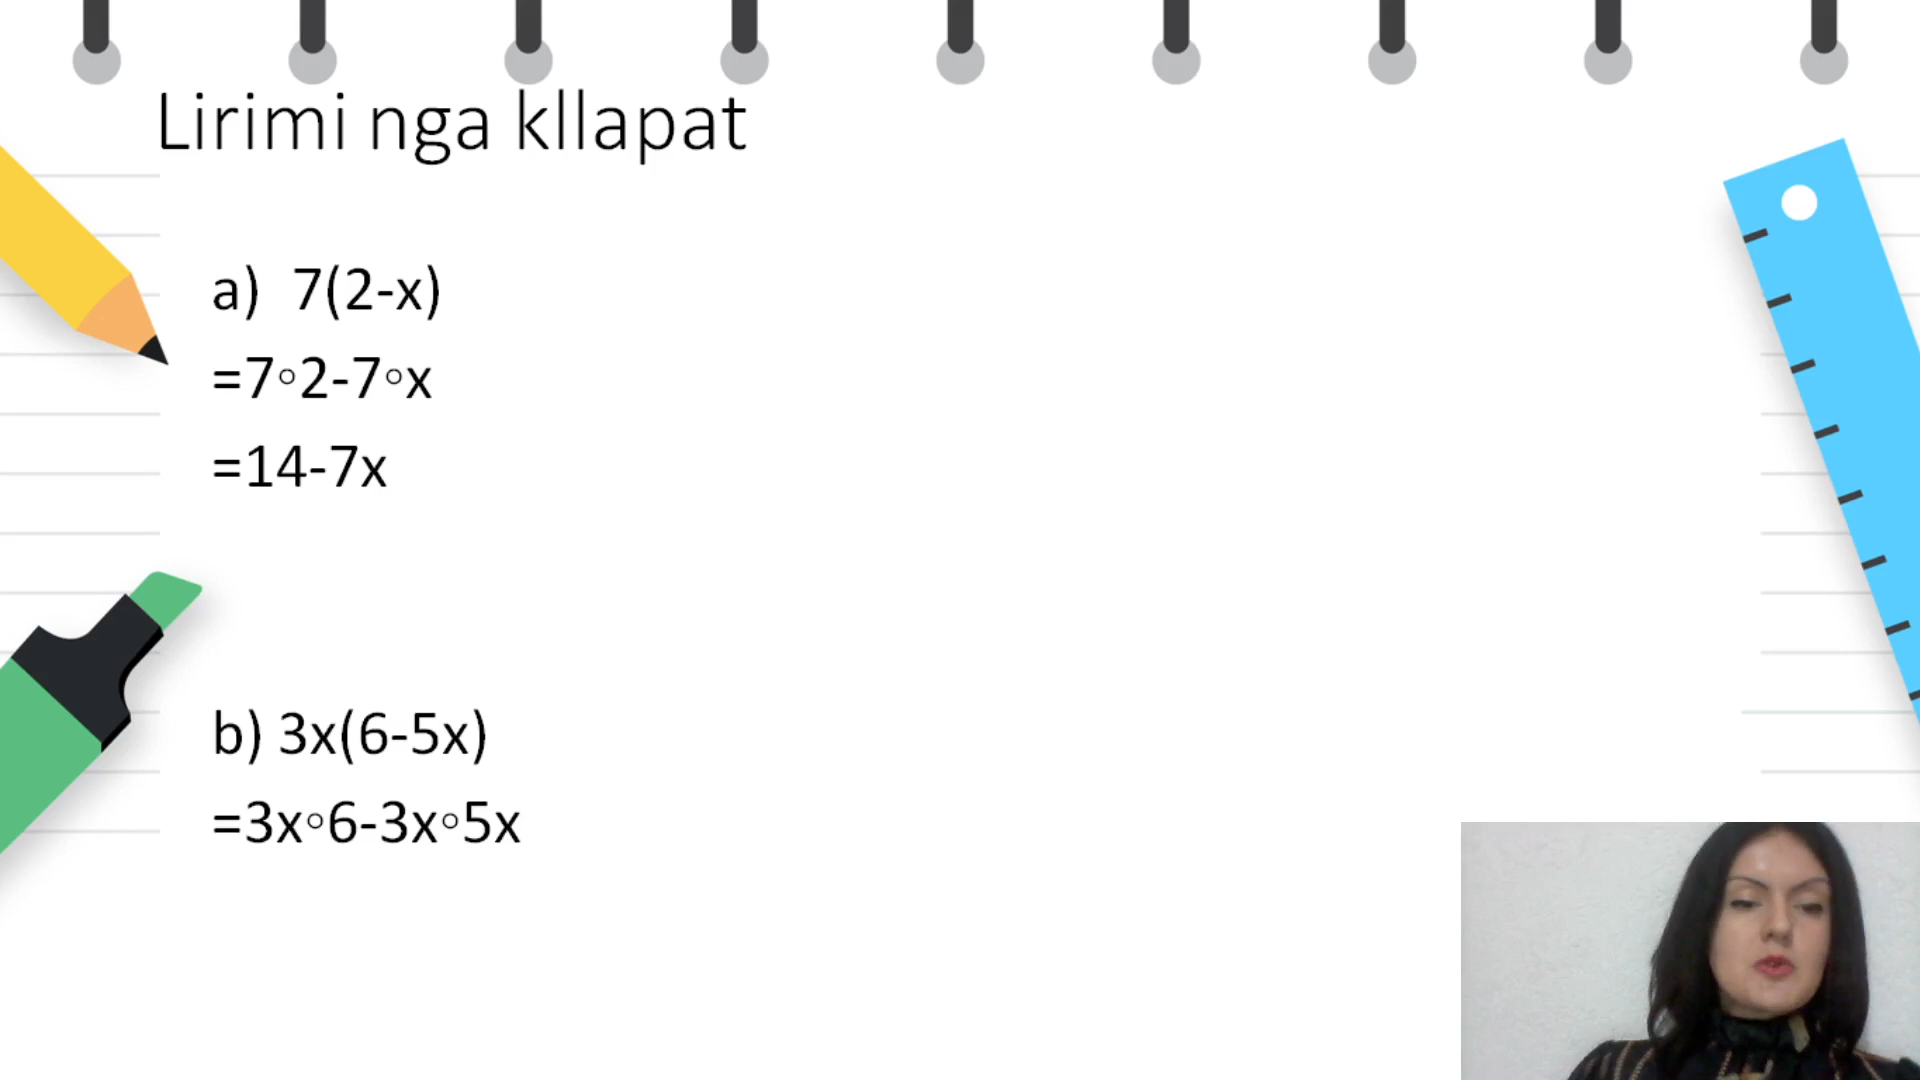 Lirimi nga kllapat
a) 7(2-x)
=7◦2-7◦x
=14-7x
b) 3x(6-5x)
=3x◦6-3x◦5x